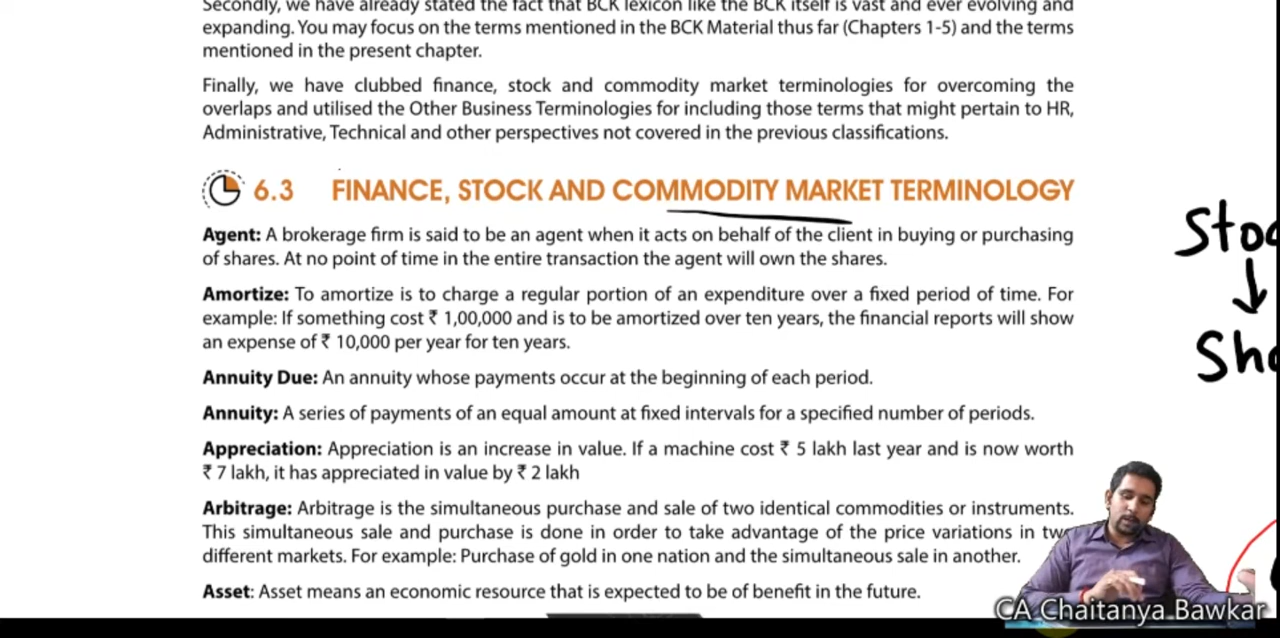 Secondly, we have already stated the fact that BCK lexicon like the BCK itself is vast and ever evolving and
expanding. You may focus on the terms mentioned in the BCK Material thus far (Chapters 1-5) and the terms
mentioned in the present chapter.
Finally, we have clubbed finance, stock and commodity market terminologies for overcoming the
overlaps and utilised the Other Business Terminologies for including those terms that might pertain to HR,
Administrative, Technical and other perspectives not covered in the previous classifications.
6.3 FINANCE, STOCK AND COMMODITY MARKET TERMINOLOGY
Agent: A brokerage firm is said to be an agent when it acts on behalf of the client in buying or purchasing
of shares. At no point of time in the entire transaction the agent will own the shares.
Amortize: To amortize is to charge a regular portion of an expenditure over a fixed period of time. For
example: If something cost ₹ 1,00,000 and is to be amortized over ten years, the financial reports will show
an expense of ₹ 10,000 per year for ten years.
Annuity Due: An annuity whose payments occur at the beginning of each period.
Annuity: A series of payments of an equal amount at fixed intervals for a specified number of periods.
Appreciation: Appreciation is an increase in value. If a machine cost ₹ 5 lakh last year and is now worth
₹ 7 lakh, it has appreciated in value by ₹ 2 lakh
Arbitrage: Arbitrage is the simultaneous purchase and sale of two identical commodities or instruments.
This simultaneous sale and purchase is done in order to take advantage of the price variations in two
different markets. For example: Purchase of gold in one nation and the simultaneous sale in another.
Asset: Asset means an economic resource that is expected to be of benefit in the future.
CA Chaitanya Bawkar